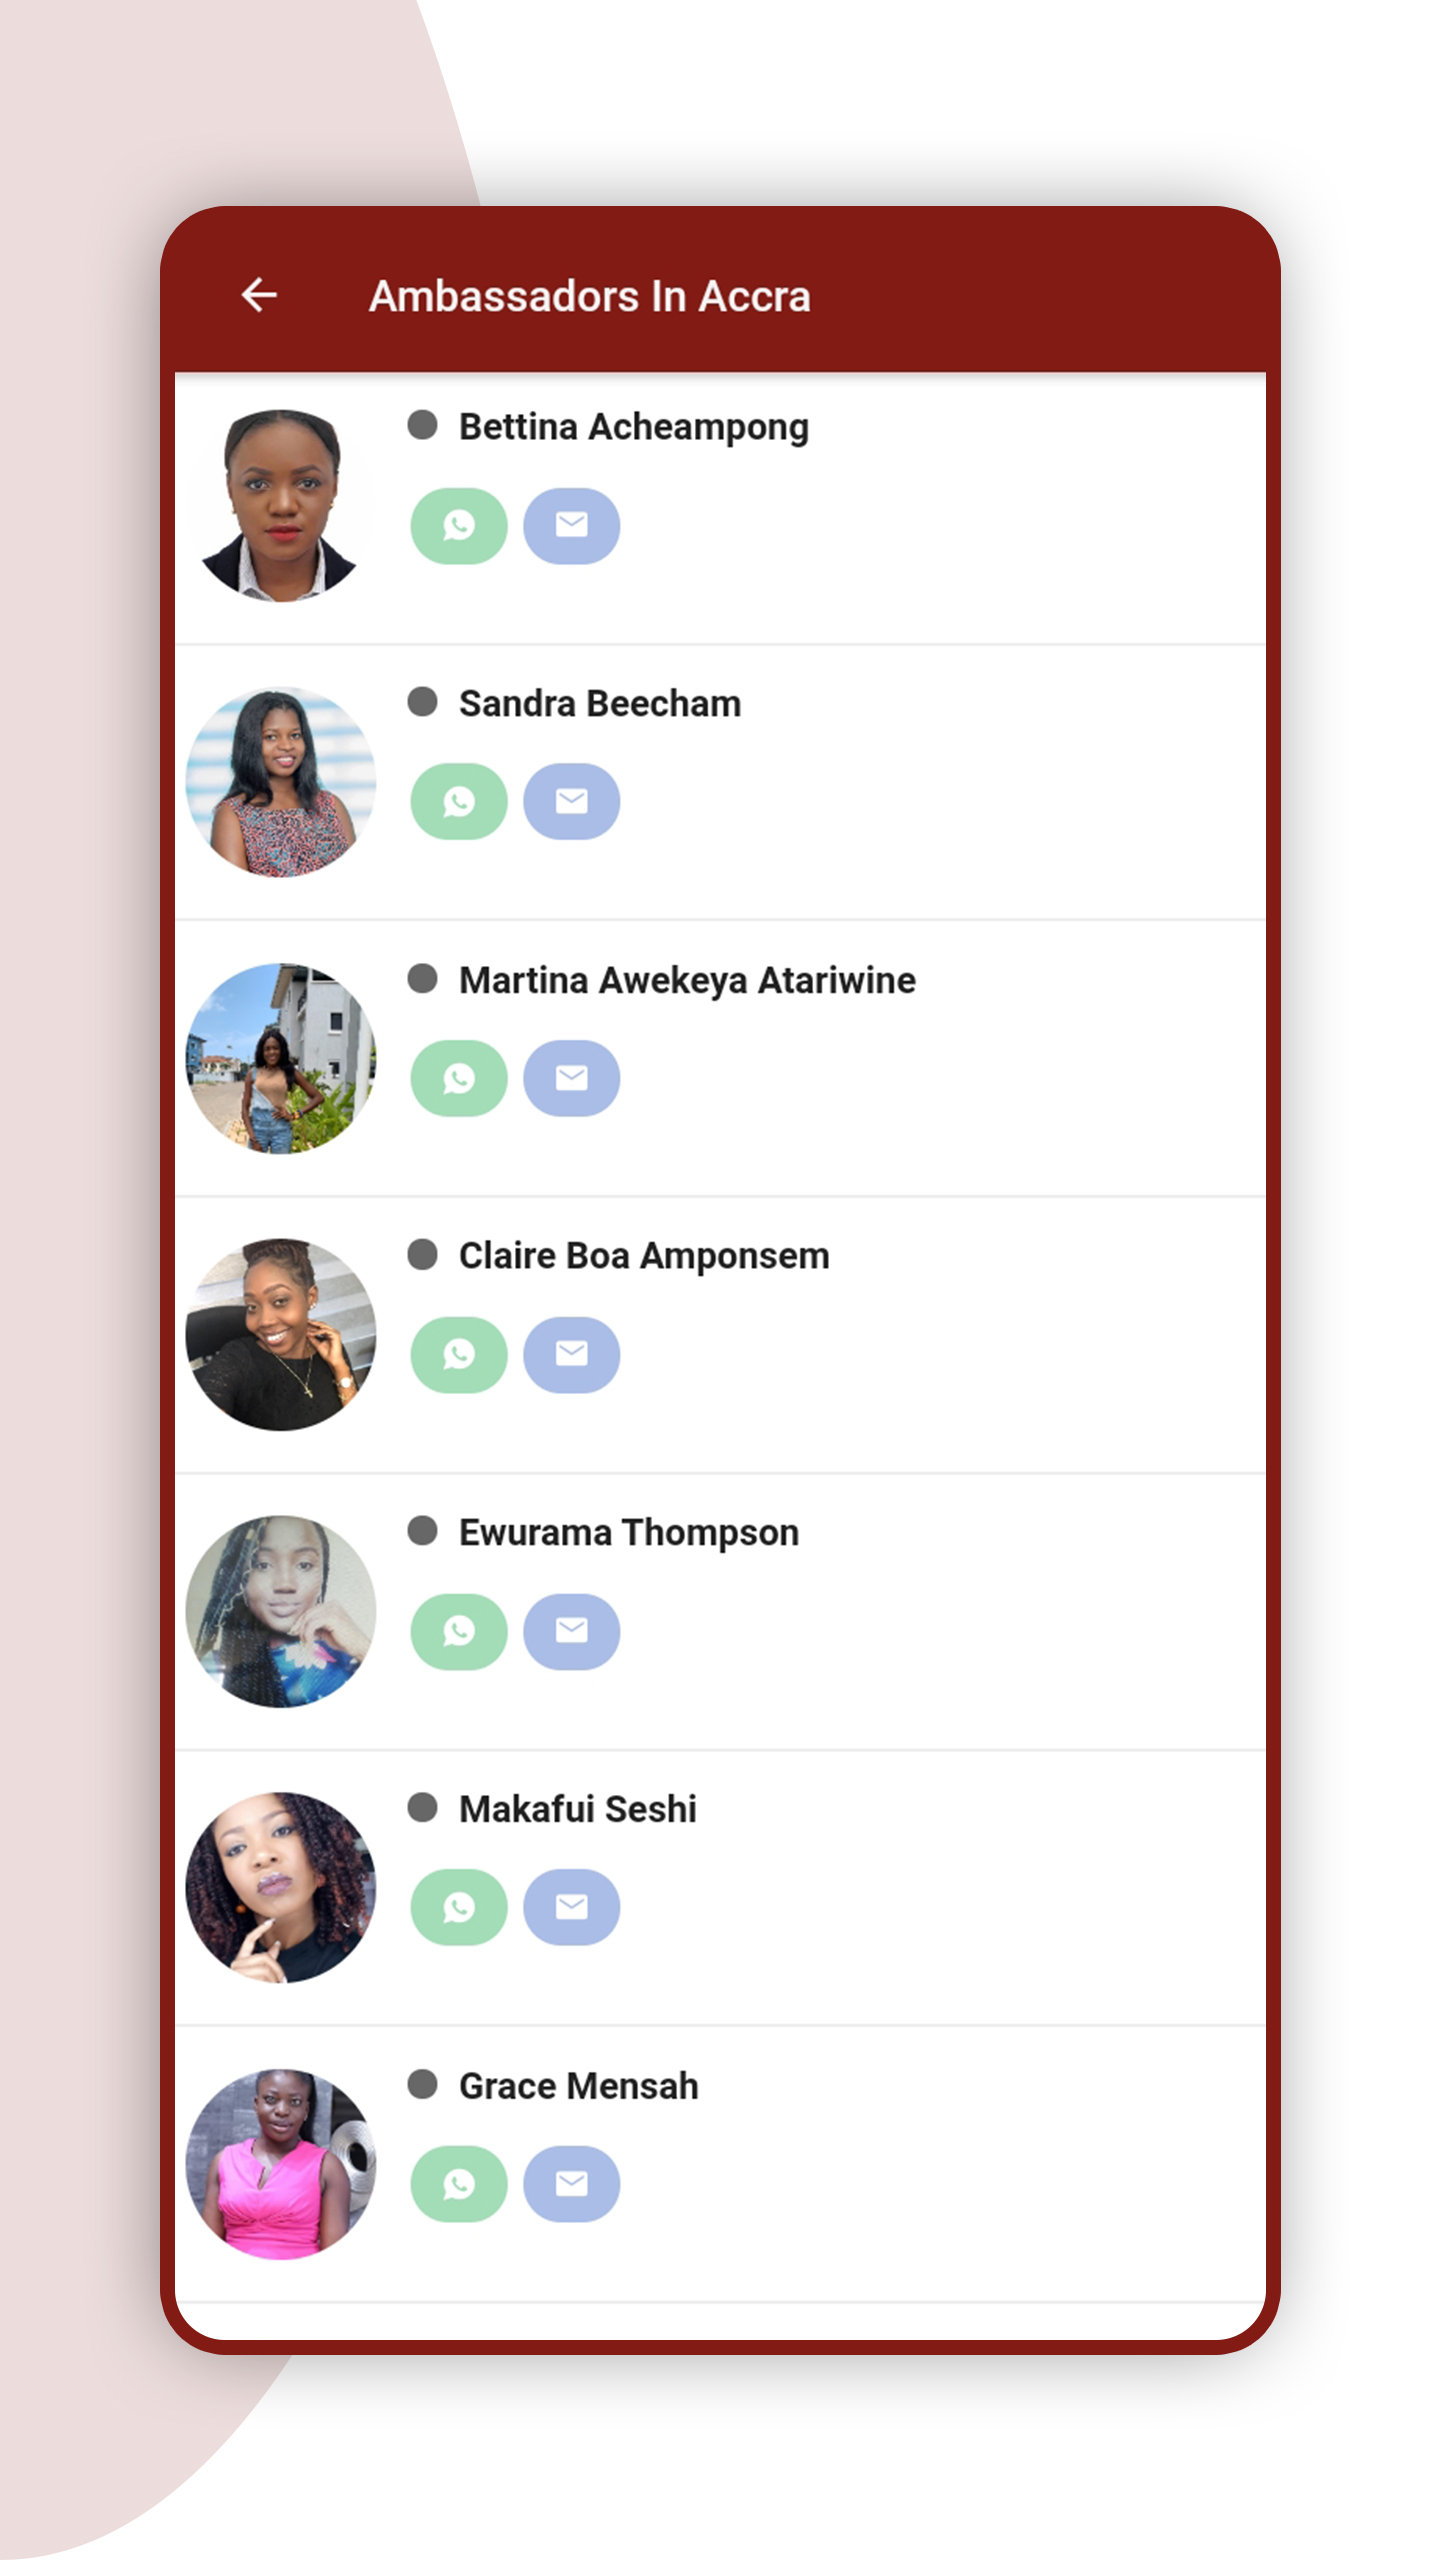 Ambassadors In Accra
Bettina Acheampong
Sandra Beecham
Martina Awekeya Atariwine
Claire Boa Amponsem
Ewurama Thompson
Makafui Seshi
Grace Mensah